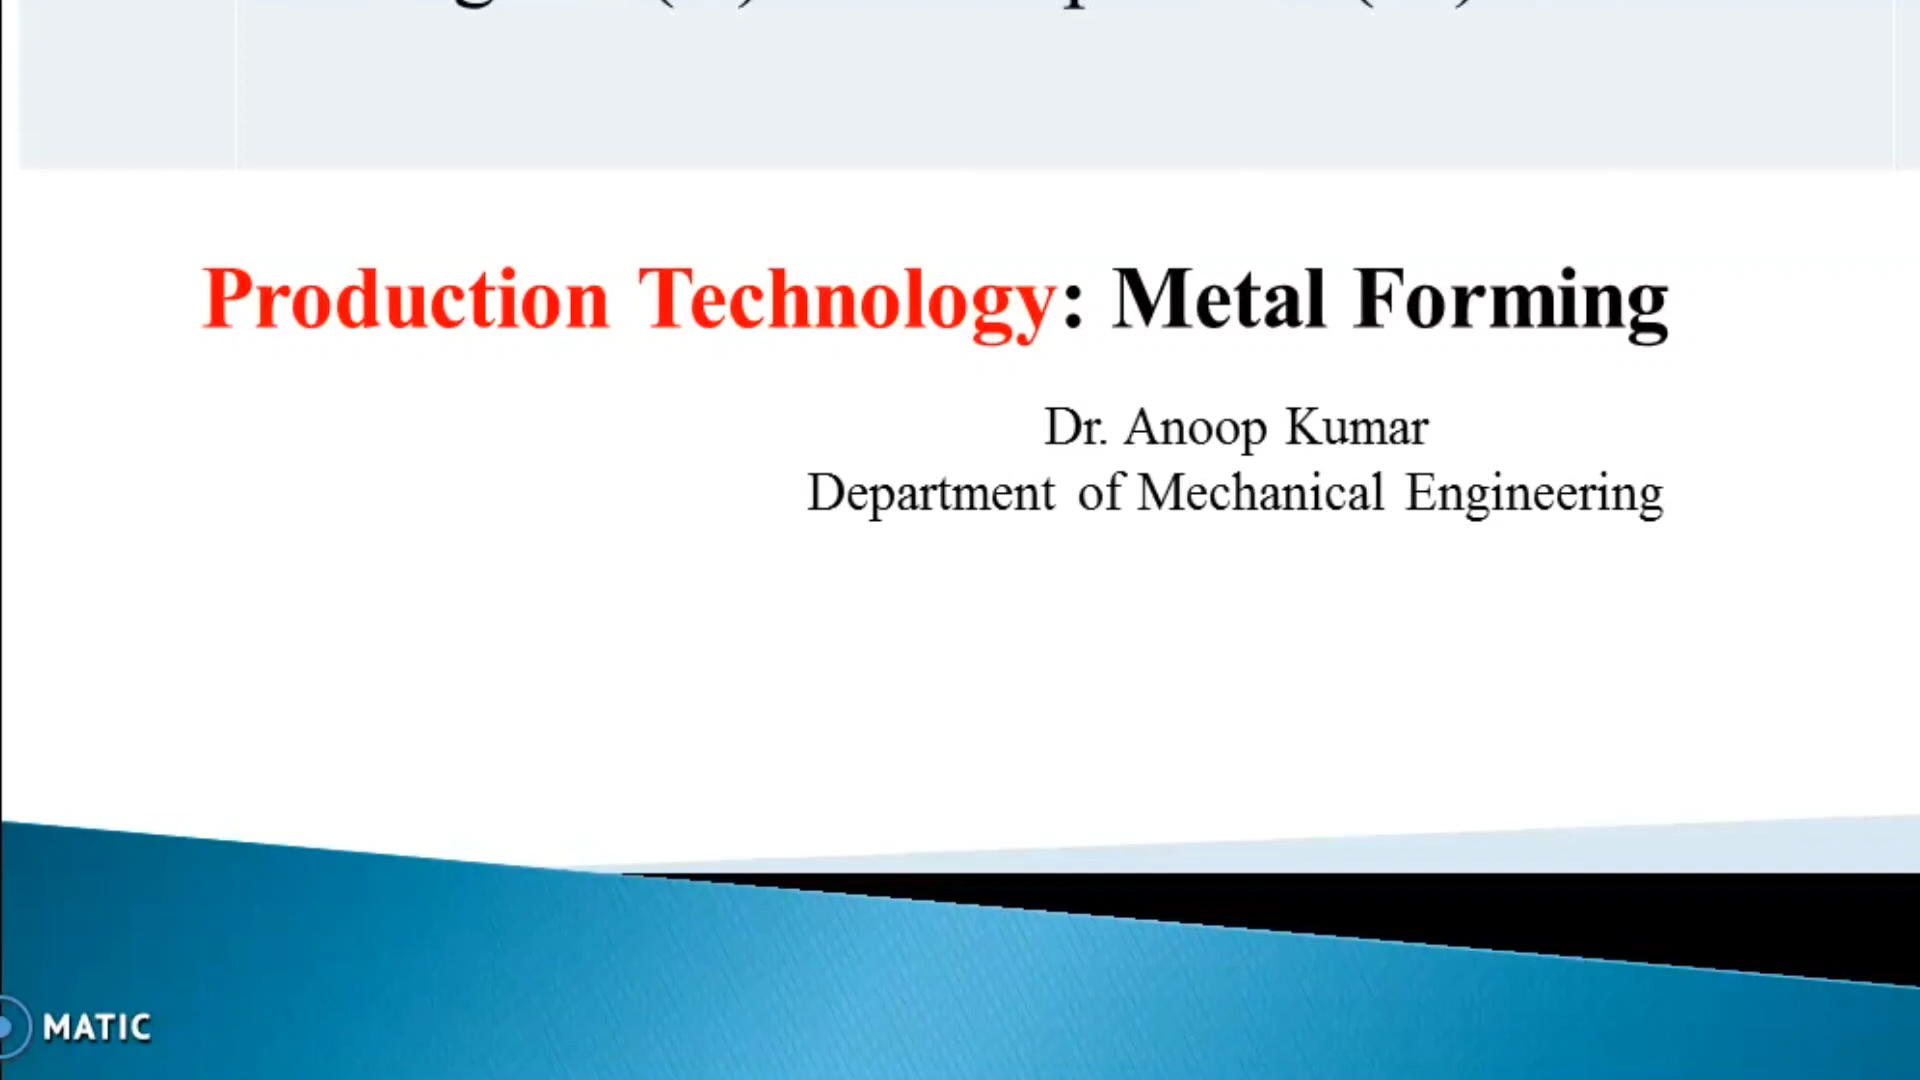 Production Technology: Metal Forming
Dr. Anoop Kumar
Department of Mechanical Engineering
MATIC